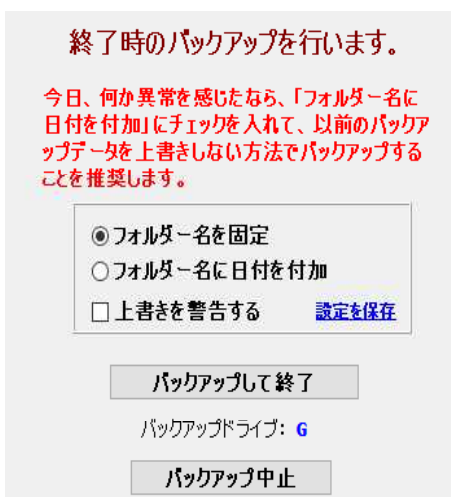 終了時のバックアップを行います。
今日、何か異常を感じたなら、「フォルダー名に
日付を付加」にチェックを入れて、以前のバックア
ップデータを上書きしない方法でバックアップする
ことを推奨します。
フォルダー名を固定
フォルダー名に日付を付加
上書きを警告する 設定を保存
バックアップして終了
バックアップドライブ: G
バックアップ中止